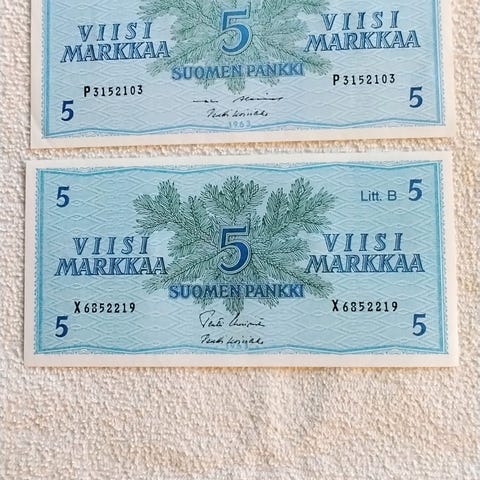 5
VIISI VIISI
MARKKAA MARKKAA
SUOMEN PANKKI
P3152103 P3152103
5 5
1963
5 Litt. B 5
VIISI 5 VIISI
MARKKAA MARKKAA
SUOMEN PANKKI
X6852219 X6852219
5 5